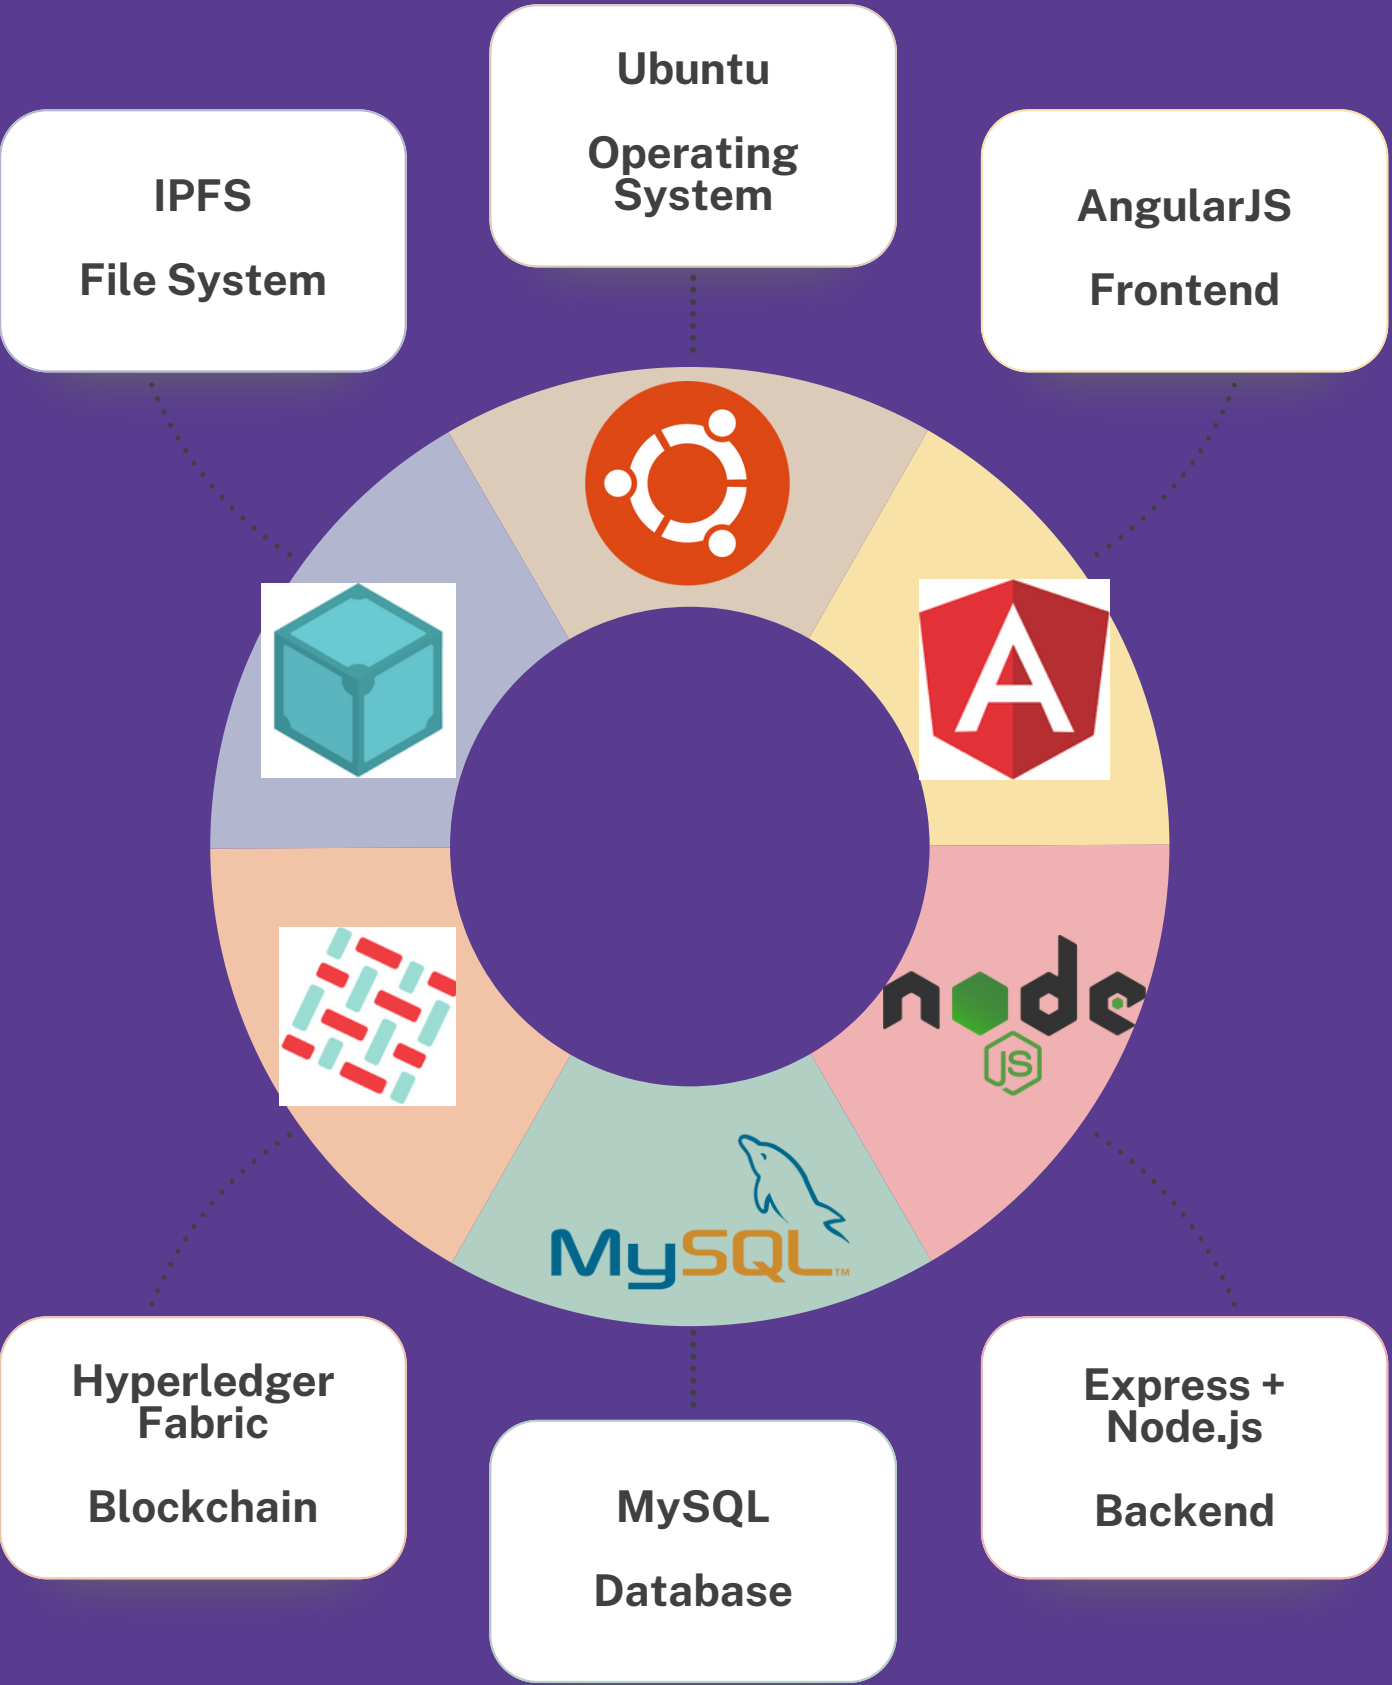 Ubuntu
Operating
System
IPFS
File System
AngularJS
Frontend
node
JS
MySQL™
Hyperledger
Fabric
Blockchain
Express +
Node.js
Backend
MySQL
Database